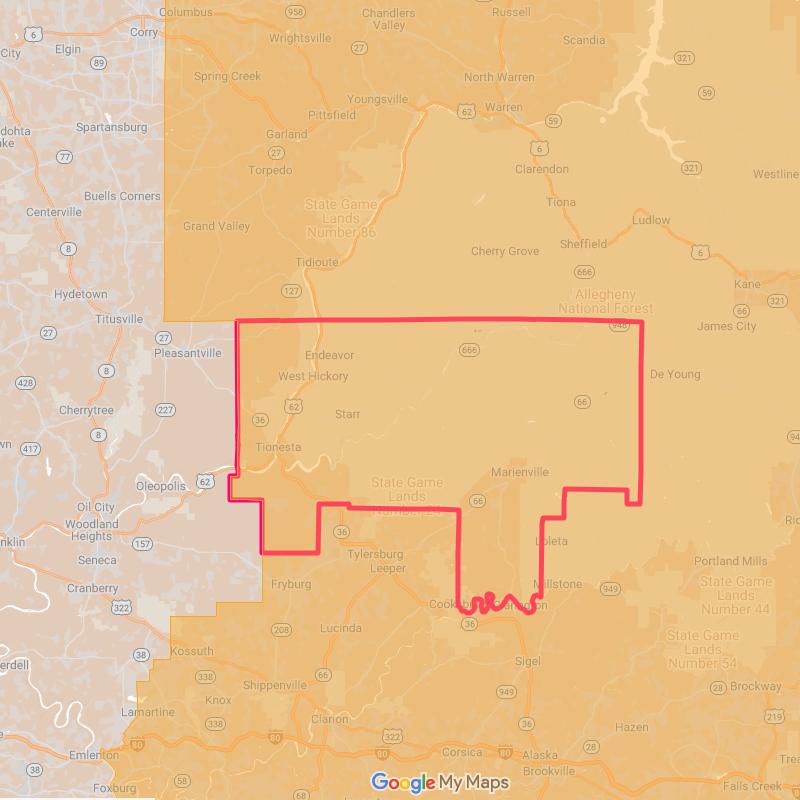 Columbus
958
Chandlers
Valley
Russell
6
Corry
Wrightsville
Scandia
City
Elgin
27
321
89
Spring Creek
North Warren
59
Youngsville
62
Warren
Pittsfield
59
Spartansburg
Garland
6
77
27
Torpedo
Clarendon
321
Westline
Buells Corners
State Game
Lands
Number 86
Tiona
Centerville
Ludlow
Grand Valley
8
Sheffield
Cherry Grove
6
Tidioute
666
Kane
Hydetown
127
Allegheny
National Forest
321
66
Titusville
948
James City
27
27
Pleasantville
Endeavor
666
8
West Hickory
De Young
428
Cherrytree
227
62
66
36
Starr
8
417
Tionesta
Marienville
Oleopolis
62
State Game
Lands
66
Oil City
Woodland
Heights
36
157
Tylersburg
Leeper
Loleta
Seneca
Portland Mills
Cranberry
Fryburg
Millstone
949
State Game
Lands
Number 44
322
36
208
Lucinda
State Game
Lands
Number 54
38
Kossuth
Sigel
338
66
Shippenville
949
28
Brockway
Knox
Lamartine
338
Clarion
36
219
Hazen
322
80
80
80
28
Emlenton
Corsica
Alaska
Brookville
38
58
Foxburg
Falls Creek
Google My Maps